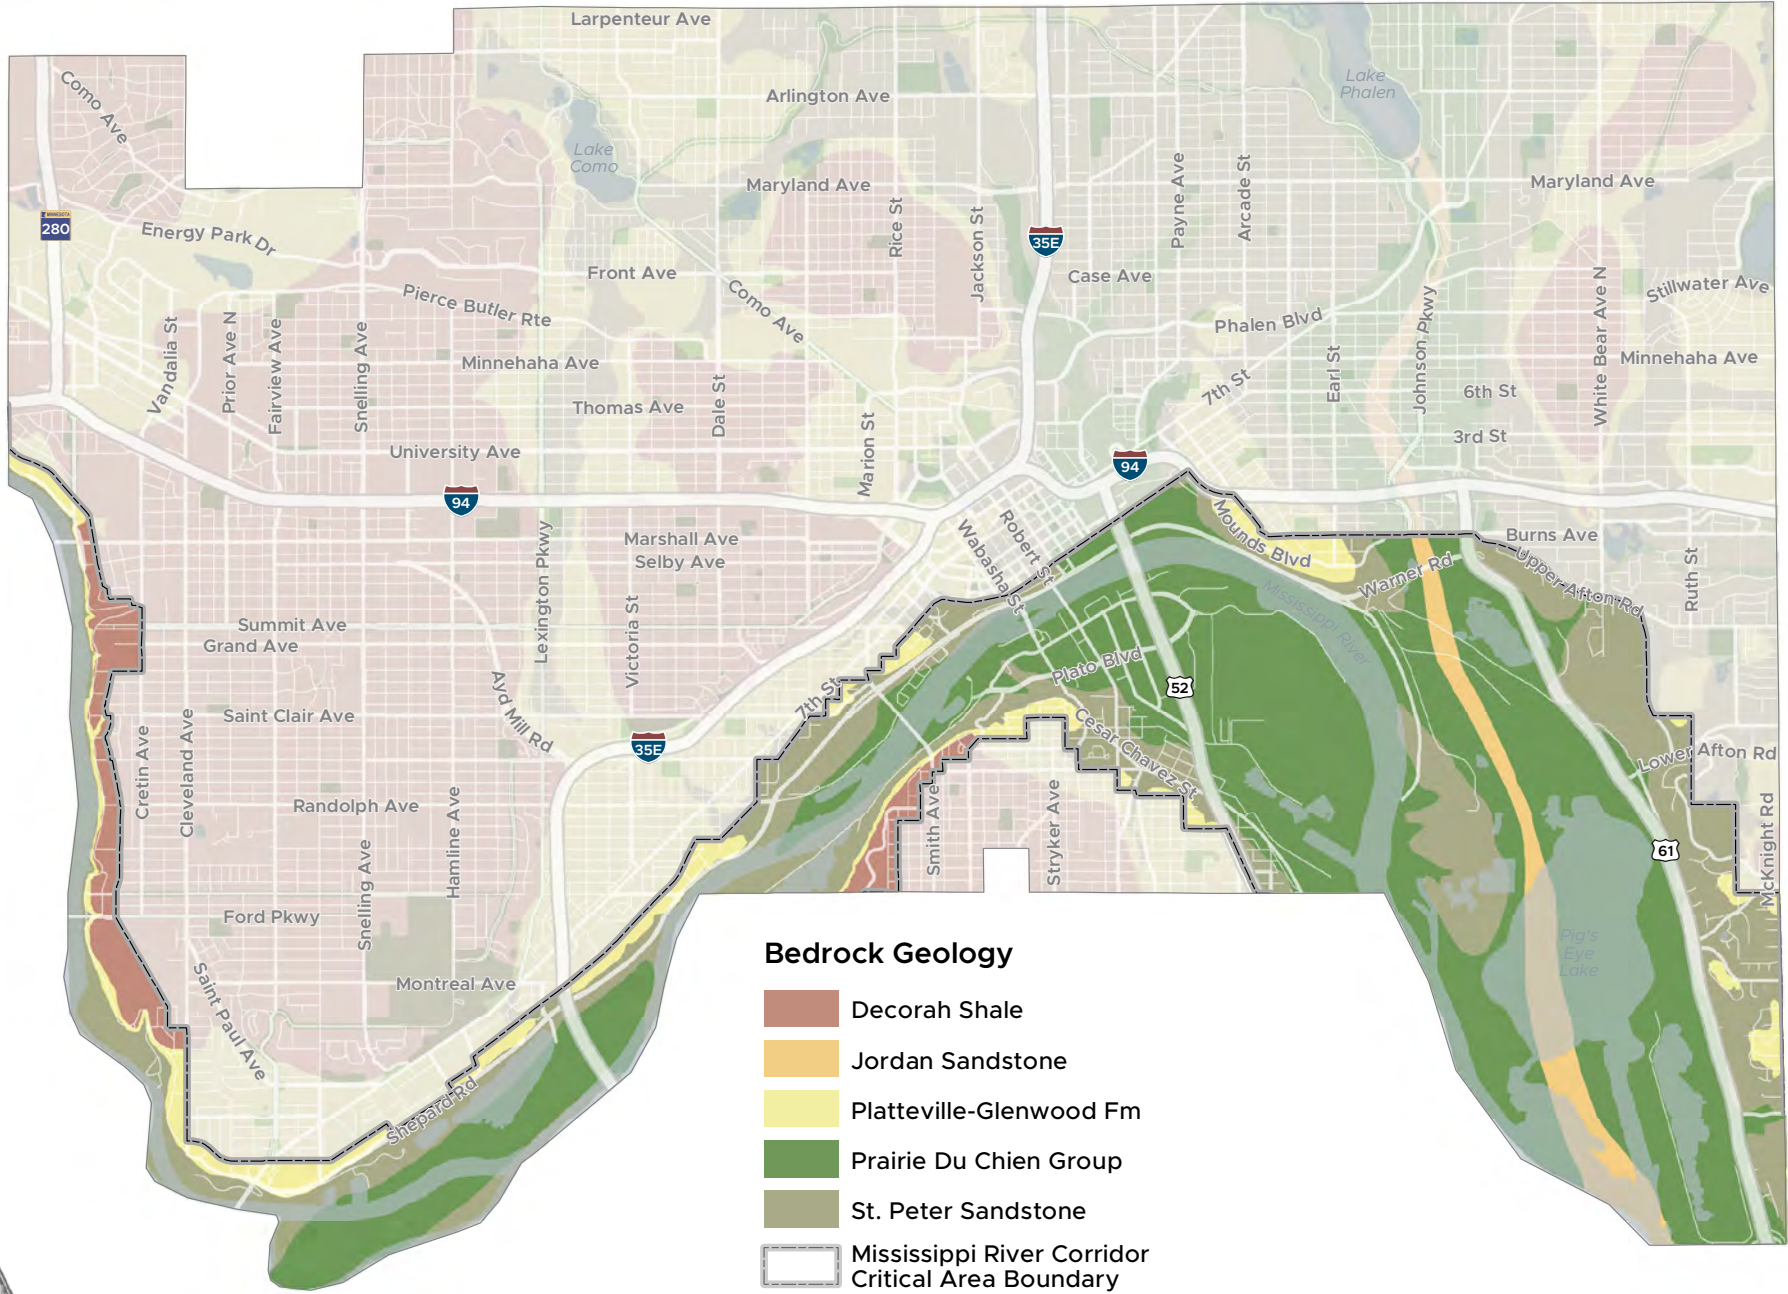 Larpenteur Ave
Como Ave
Arlington Ave
Lake
Phalen
Lake
Como
Maryland Ave
Maryland Ave
Payne Ave
Arcade St
Rice St
Jackson St
MINNESOTA
280
Energy Park Dr
35E
Front Ave
Case Ave
Stillwater Ave
Pierce Butler Rte
Como Ave
Phalen Blvd
Johnson Pkwy
White Bear Ave N
Vandalia St
Prior Ave N
Fairview Ave
Snelling Ave
Minnehaha Ave
Minnehaha Ave
Earl St
7th St
6th St
Thomas Ave
Dale St
Marion St
3rd St
University Ave
94
94
Marshall Ave
Selby Ave
Lexington Pkwy
Wabasha St
Robert St
Mounds Blvd
Burns Ave
Upper Afton Rd
Warner Rd
Ruth St
Mississippi River
Summit Ave
Grand Ave
Victoria St
Plato Blvd
52
Ayd Mill Rd
7th St
Saint Clair Ave
Cretin Ave
Cleveland Ave
35E
Cesar Chavez St
Lower Afton Rd
Randolph Ave
Hamline Ave
Smith Ave
Stryker Ave
61
McKnight Rd
Snelling Ave
Ford Pkwy
Pig's
Eye
Lake
Saint Paul Ave
Montreal Ave
Shepard Rd
Bedrock Geology
Decorah Shale
Jordan Sandstone
Platteville-Glenwood Fm
Prairie Du Chien Group
St. Peter Sandstone
Mississippi River Corridor
Critical Area Boundary